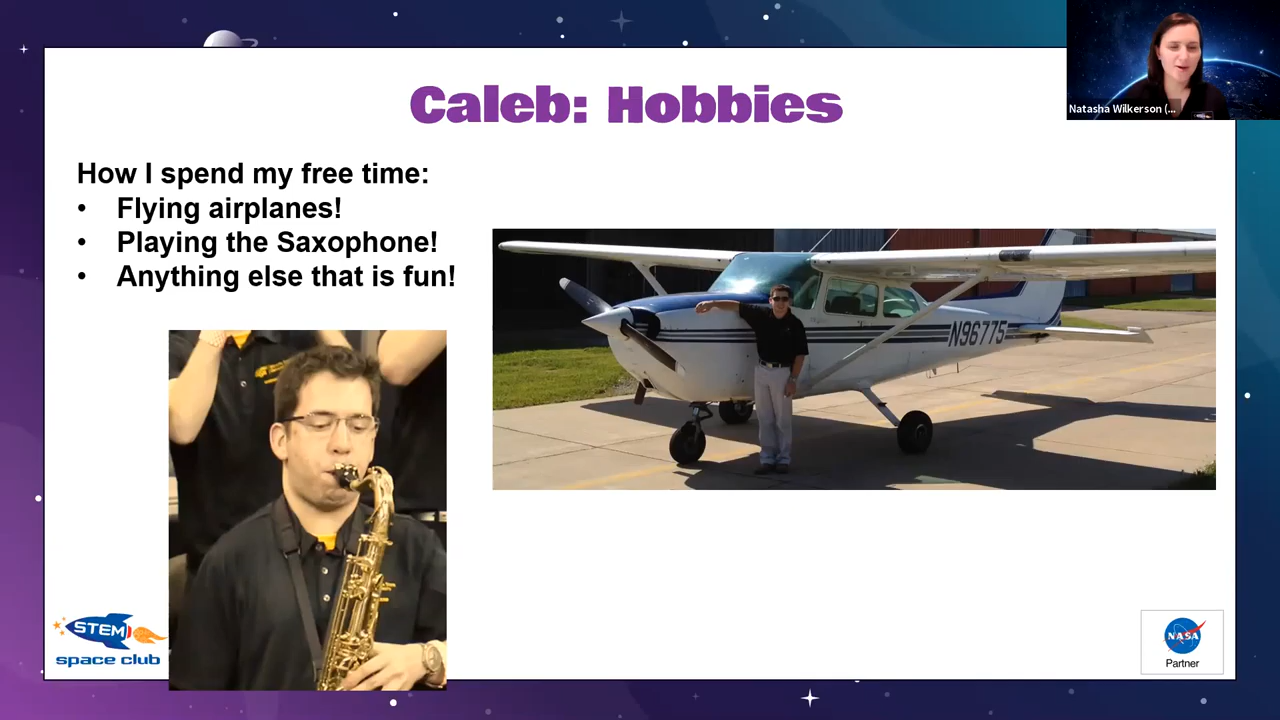 Caleb: Hobbies
Natasha Wilkerson (...
How I spend my free time:
• Flying airplanes!
• Playing the Saxophone!
• Anything else that is fun!
N96775
STEM
space club
NASA
Partner